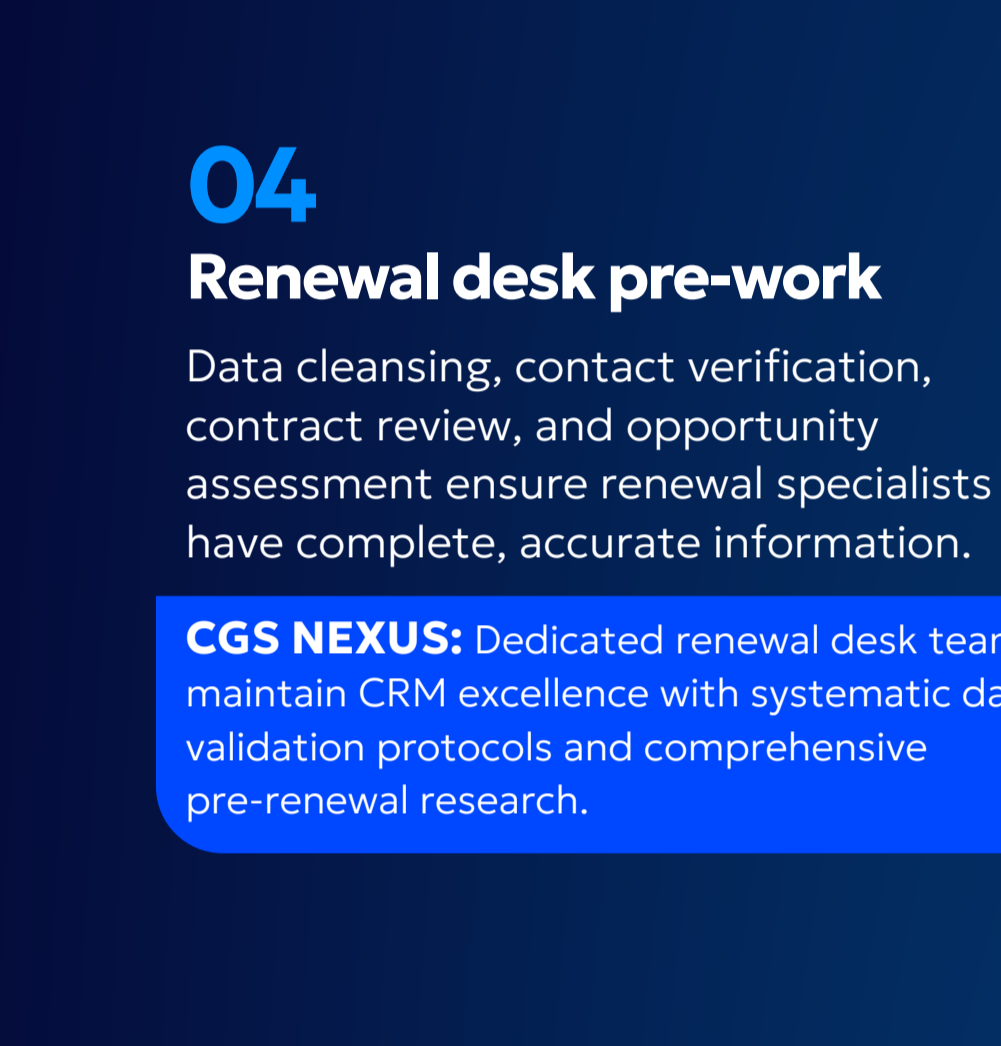 04
Renewal desk pre-work
Data cleansing, contact verification,
contract review, and opportunity
assessment ensure renewal specialists
have complete, accurate information.
CGS NEXUS: Dedicated renewal desk
maintain CRM excellence with systematic
validation protocols and comprehensive
pre-renewal research.